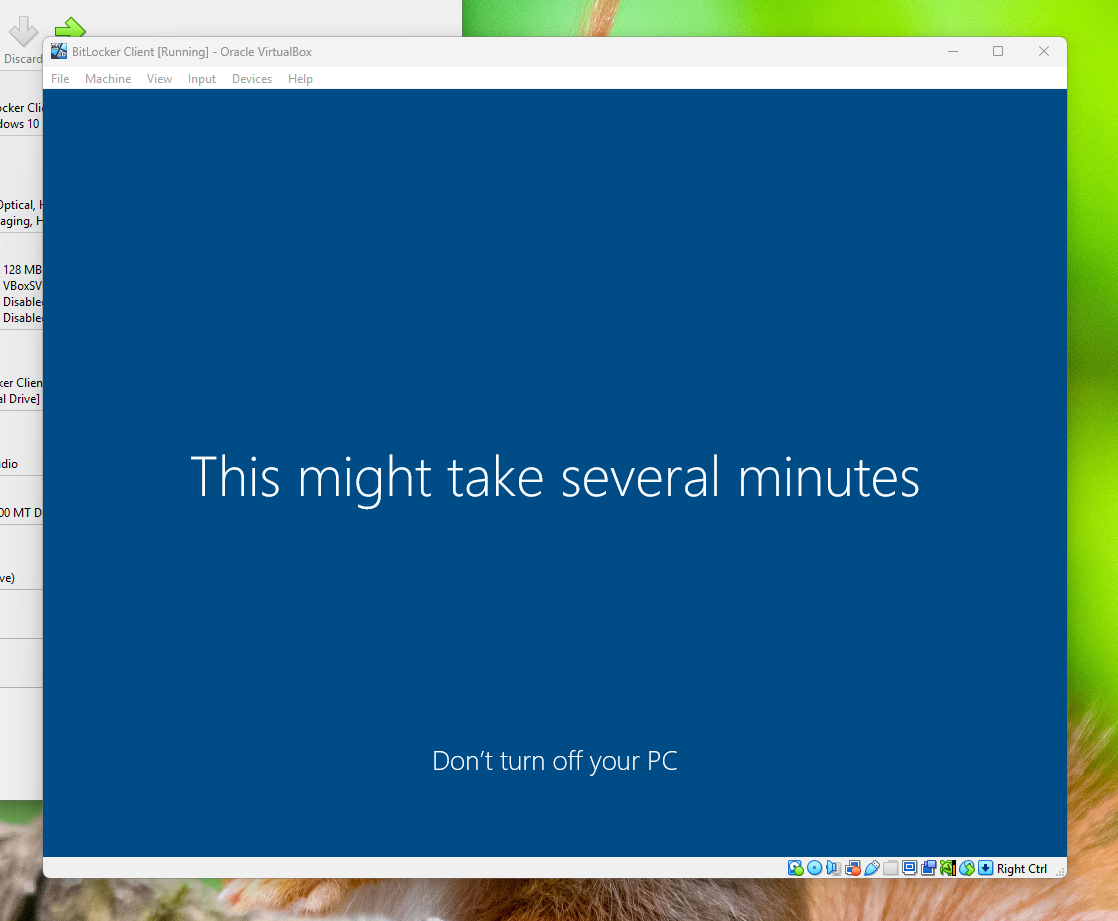 Discard
BitLocker Client [Running] - Oracle VirtualBox
File Machine View Input Devices Help
ocker Clie
dows 10
Optical, H
aging, H
128 MB
VBoxSV
Disable
Disable
ker Clien
al Drive]
dio
00 MT D
ve)
This might take several minutes
Don't turn off your PC
Right Ctrl